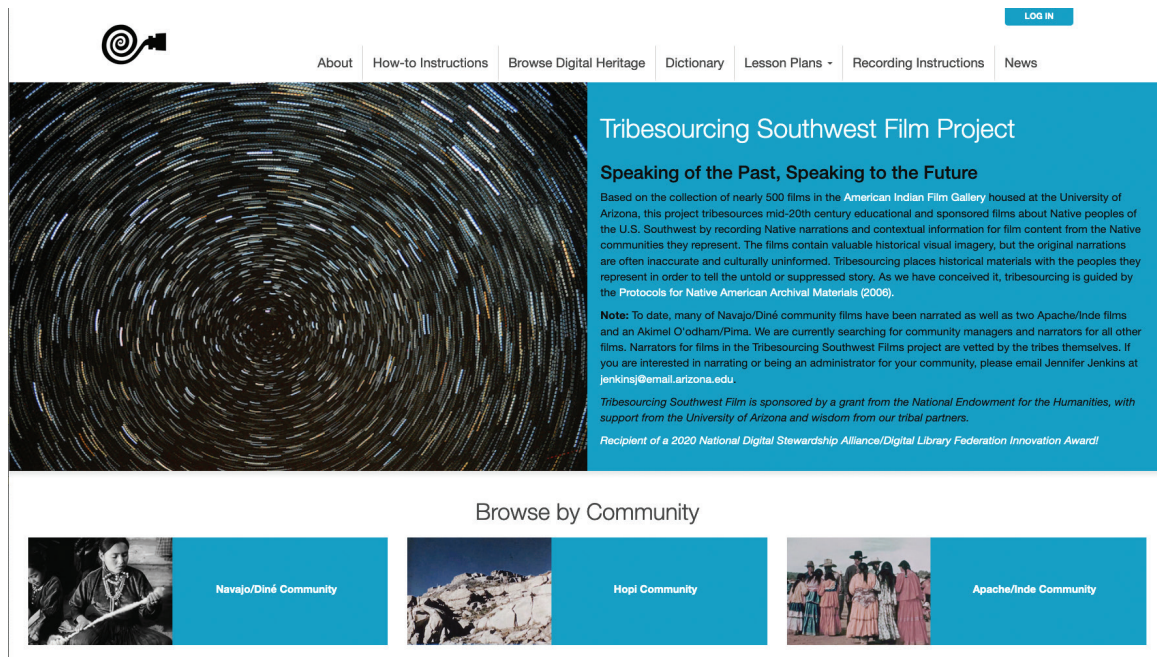 LOG IN
About How-to Instructions Browse Digital Heritage Dictionary Lesson Plans Recording Instructions News
Tribesourcing Southwest Film Project
Speaking of the Past, Speaking to the Future
Based on the collection of nearly 500 films in the American Indian Film Gallery housed at the University of
Arizona, this project tribesources mid-20th century educational and sponsored films about Native peoples of
the U.S. Southwest by recording Native narrations and contextual information for film content from the Native
communities they represent. The films contain valuable historical visual imagery, but the original narrations
are often inaccurate and culturally uninformed. Tribesourcing places historical materials with the peoples they
represent in order to tell the untold or suppressed story. As we have conceived it, tribesourcing is guided by
the Protocols for Native American Archival Materials (2006).
Note: To date, many of Navajo/Diné community films have been narrated as well as two Apache/Inde films
and an Akimel O'odham/Pima. We are currently searching for community managers and narrators for all other
films. Narrators for films in the Tribesourcing Southwest Films project are vetted by the tribes themselves. If
you are interested in narrating or being an administrator for your community, please email Jennifer Jenkins at
jenkinsj@email.arizona.edu.
Tribesourcing Southwest Film is sponsored by a grant from the National Endowment for the Humanities, with
support from the University of Arizona and wisdom from our tribal partners.
Recipient of a 2020 National Digital Stewardship Alliance/Digital Library Federation Innovation Award!
Browse by Community
Navajo/Diné Community
Hopi Community
Apache/Inde Community